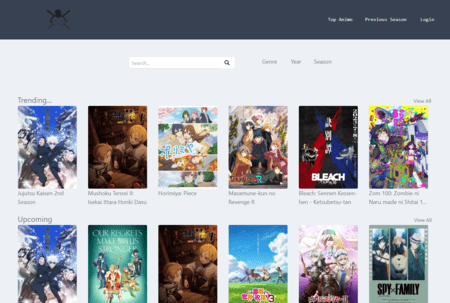 Top Anime Previous Season Login
Search... Genre Year Season
Trending... View All
BLEACH
Jujutsu Kaisen 2nd Season
Mushoku Tensei II: Isekai Ittara Honki Dasu
Horimiya: Piece
Masamune-kun no Revenge R
Bleach: Sennen Kessen-hen - Ketsubetsu-tan
Zom 100: Zombie ni Naru made ni Shitai 1...
Upcoming View All
OUR REGRETS MAKE US STRONG
SPY×FAMILY